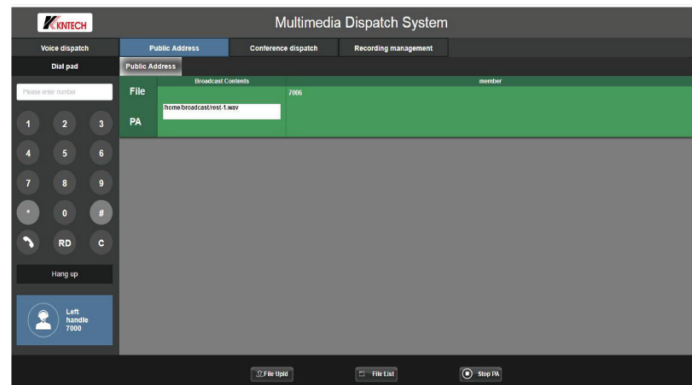 KNTECH
Multimedia Dispatch System
Voice dispatch
Public Address
Conference dispatch
Recording management
Dial pad
Public Address
Please enter number
File
PA
Broadcast Contents
member
/home/broadcast/rest-1.wav
7006
1 2 3
4 5 6
7 8 9
* 0 #
RD C
Hang up
Left
handle
7000
File Upld
File List
Stop PA